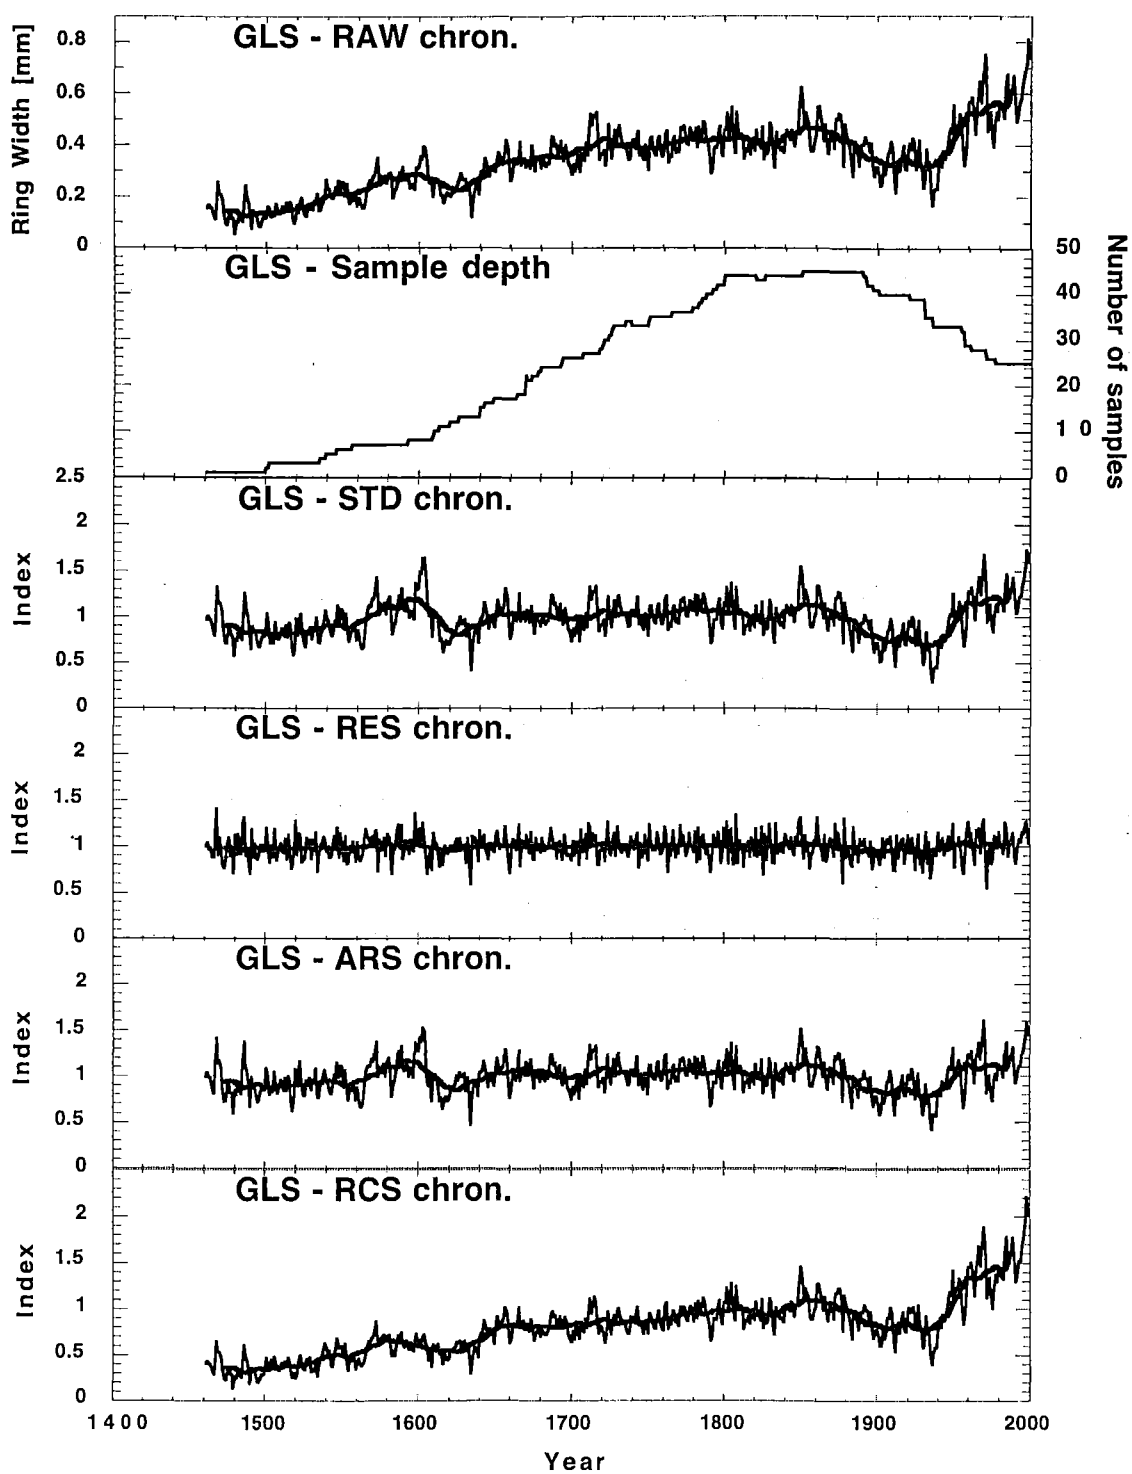 GLS - RAW chron.
Ring Width [mm]
0.8
0.6
0.4
0.2
0
GLS - Sample depth
Number of samples
50
40
30
20
1 0
0
GLS - STD chron.
Index
2.5
2
1.5
1
0.5
0
GLS - RES chron.
Index
2
1.5
1
0.5
0
GLS - ARS chron.
Index
2
1.5
1
0.5
0
GLS - RCS chron.
Index
2
1.5
1
0.5
0
1400 1500 1600 1700 1800 1900 2000
Year